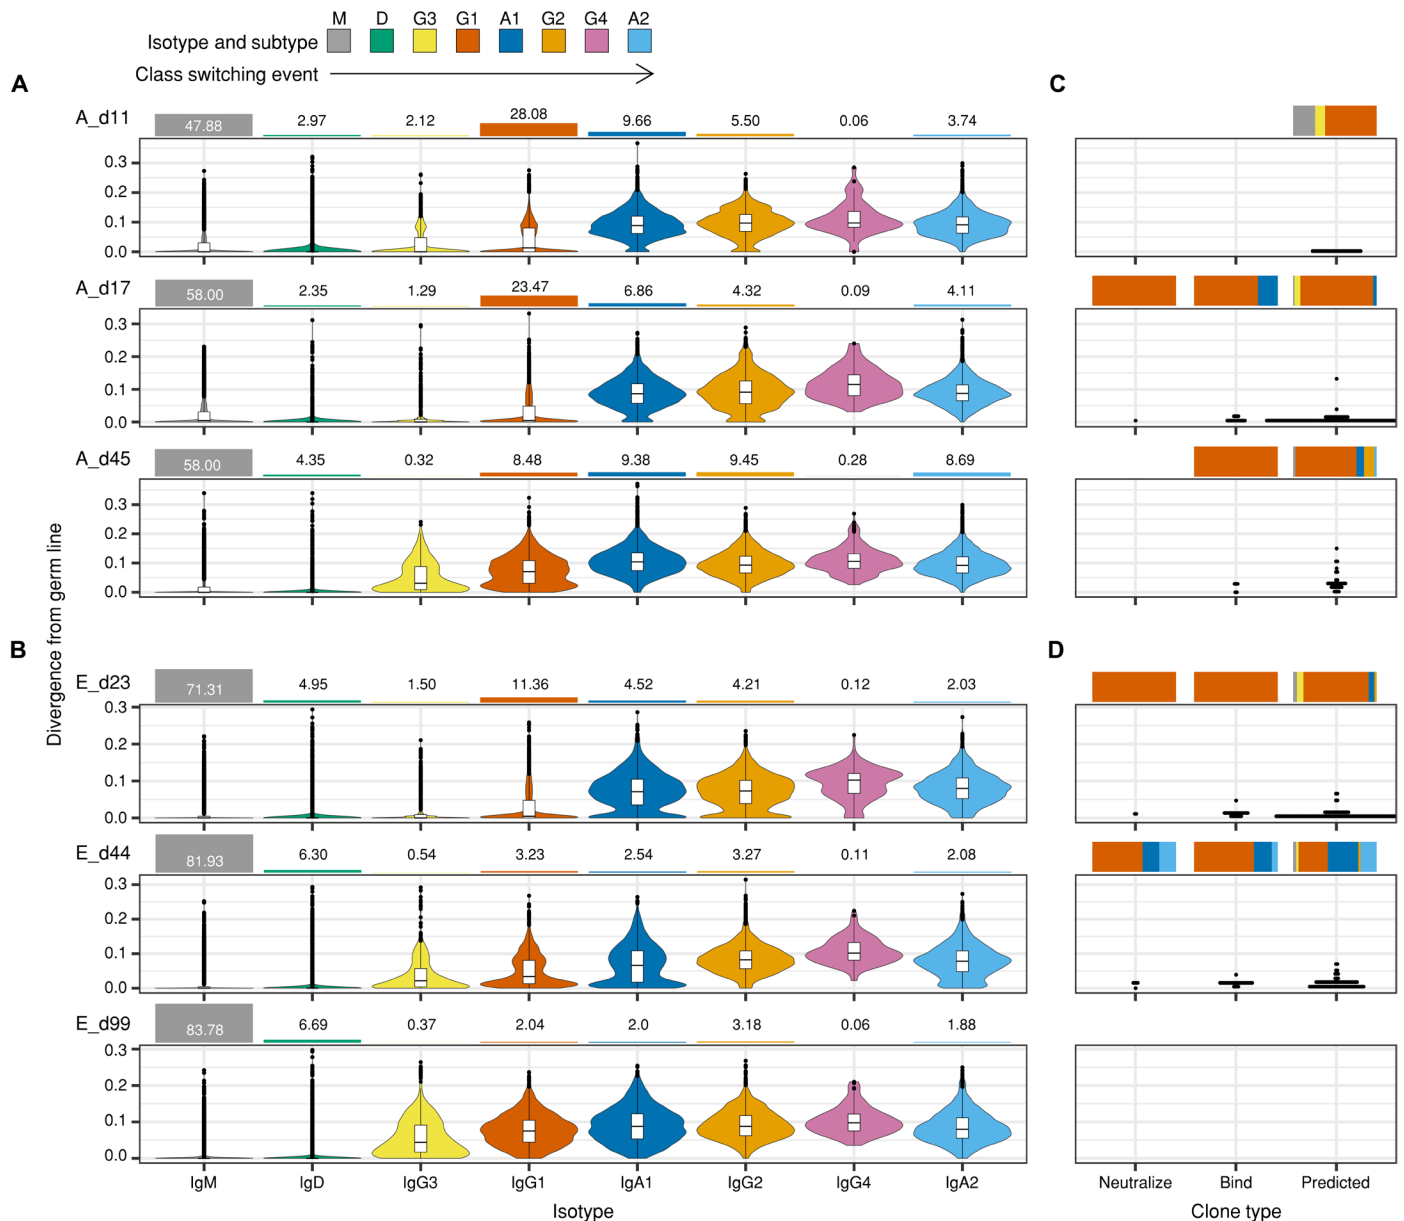 M D G3 G1 A1 G2 G4 A2
Isotype and subtype
Class switching event
A
C
A_d11 47.88 2.97 2.12 28.08 9.66 5.50 0.06 3.74
0.3
0.2
0.1
0.0
A_d17 58.00 2.35 1.29 23.47 6.86 4.32 0.09 4.11
0.3
0.2
0.1
0.0
A_d45 58.00 4.35 0.32 8.48 9.38 9.45 0.28 8.69
0.3
0.2
0.1
0.0
Divergence from germ line
B
D
E_d23 71.31 4.95 1.50 11.36 4.52 4.21 0.12 2.03
0.3
0.2
0.1
0.0
E_d44 81.93 6.30 0.54 3.23 2.54 3.27 0.11 2.08
0.3
0.2
0.1
0.0
E_d99 83.78 6.69 0.37 2.04 2.0 3.18 0.06 1.88
0.3
0.2
0.1
0.0
IgM IgD IgG3 IgG1 IgA1 IgG2 IgG4 IgA2
Isotype
Neutralize Bind Predicted
Clone type